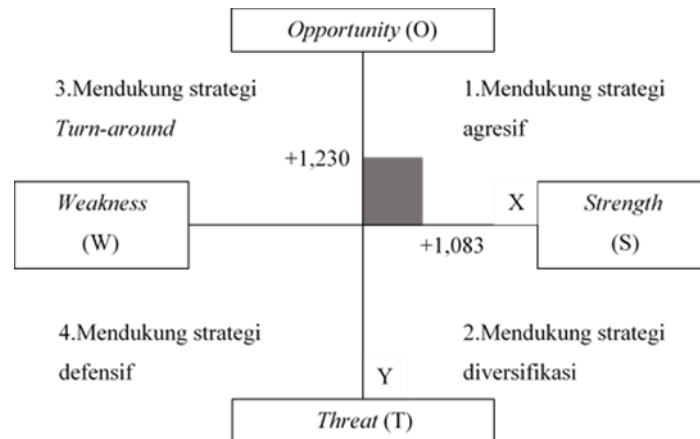 Opportunity (O)
3.Mendukung strategi
Turn-around
1.Mendukung strategi
agresif
+1,230
Weakness
(W)
X
Strength
(S)
+1,083
4.Mendukung strategi
defensif
Y
2.Mendukung strategi
diversifikasi
Threat (T)